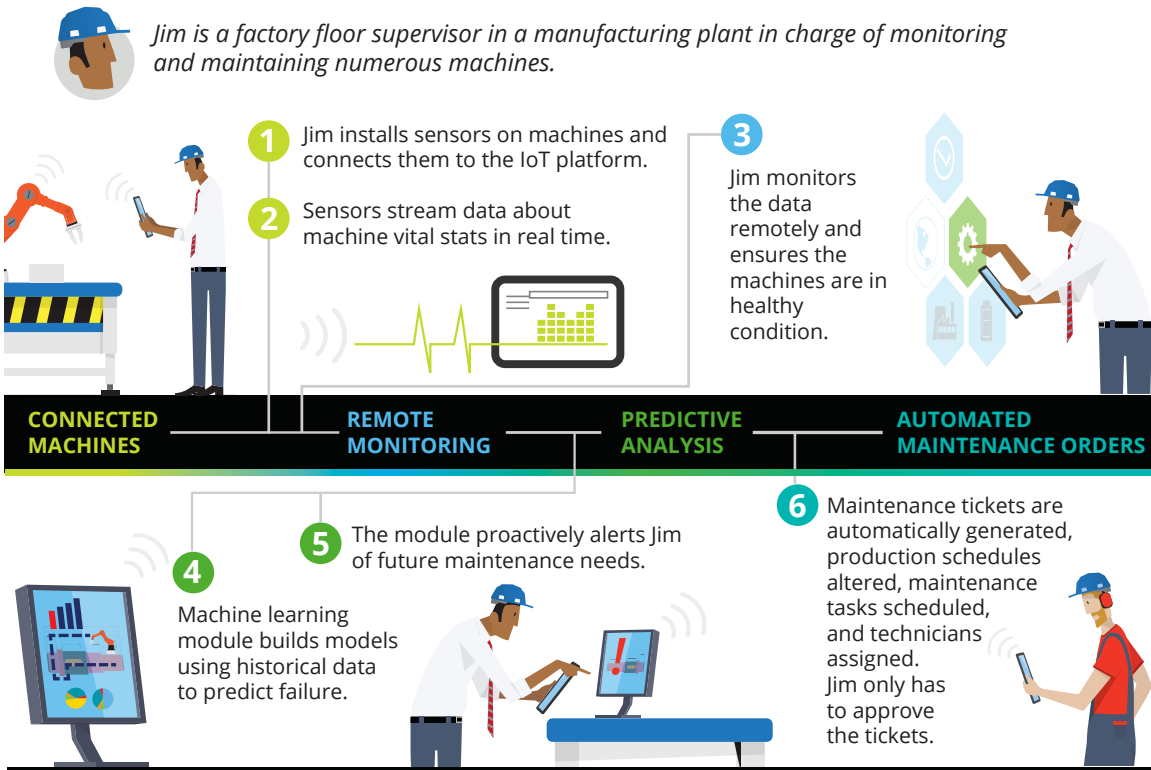 Jim is a factory floor supervisor in a manufacturing plant in charge of monitoring
and maintaining numerous machines.
1
Jim installs sensors on machines and
connects them to the IoT platform.
2
Sensors stream data about
machine vital stats in real time.
3
Jim monitors
the data
remotely and
ensures the
machines are in
healthy
condition.
CONNECTED
MACHINES
REMOTE
MONITORING
PREDICTIVE
ANALYSIS
AUTOMATED
MAINTENANCE ORDERS
4
Machine learning
module builds models
using historical data
to predict failure.
5
The module proactively alerts Jim
of future maintenance needs.
!
6
Maintenance tickets are
automatically generated,
production schedules
altered, maintenance
tasks scheduled,
and technicians
assigned.
Jim only has
to approve
the tickets.